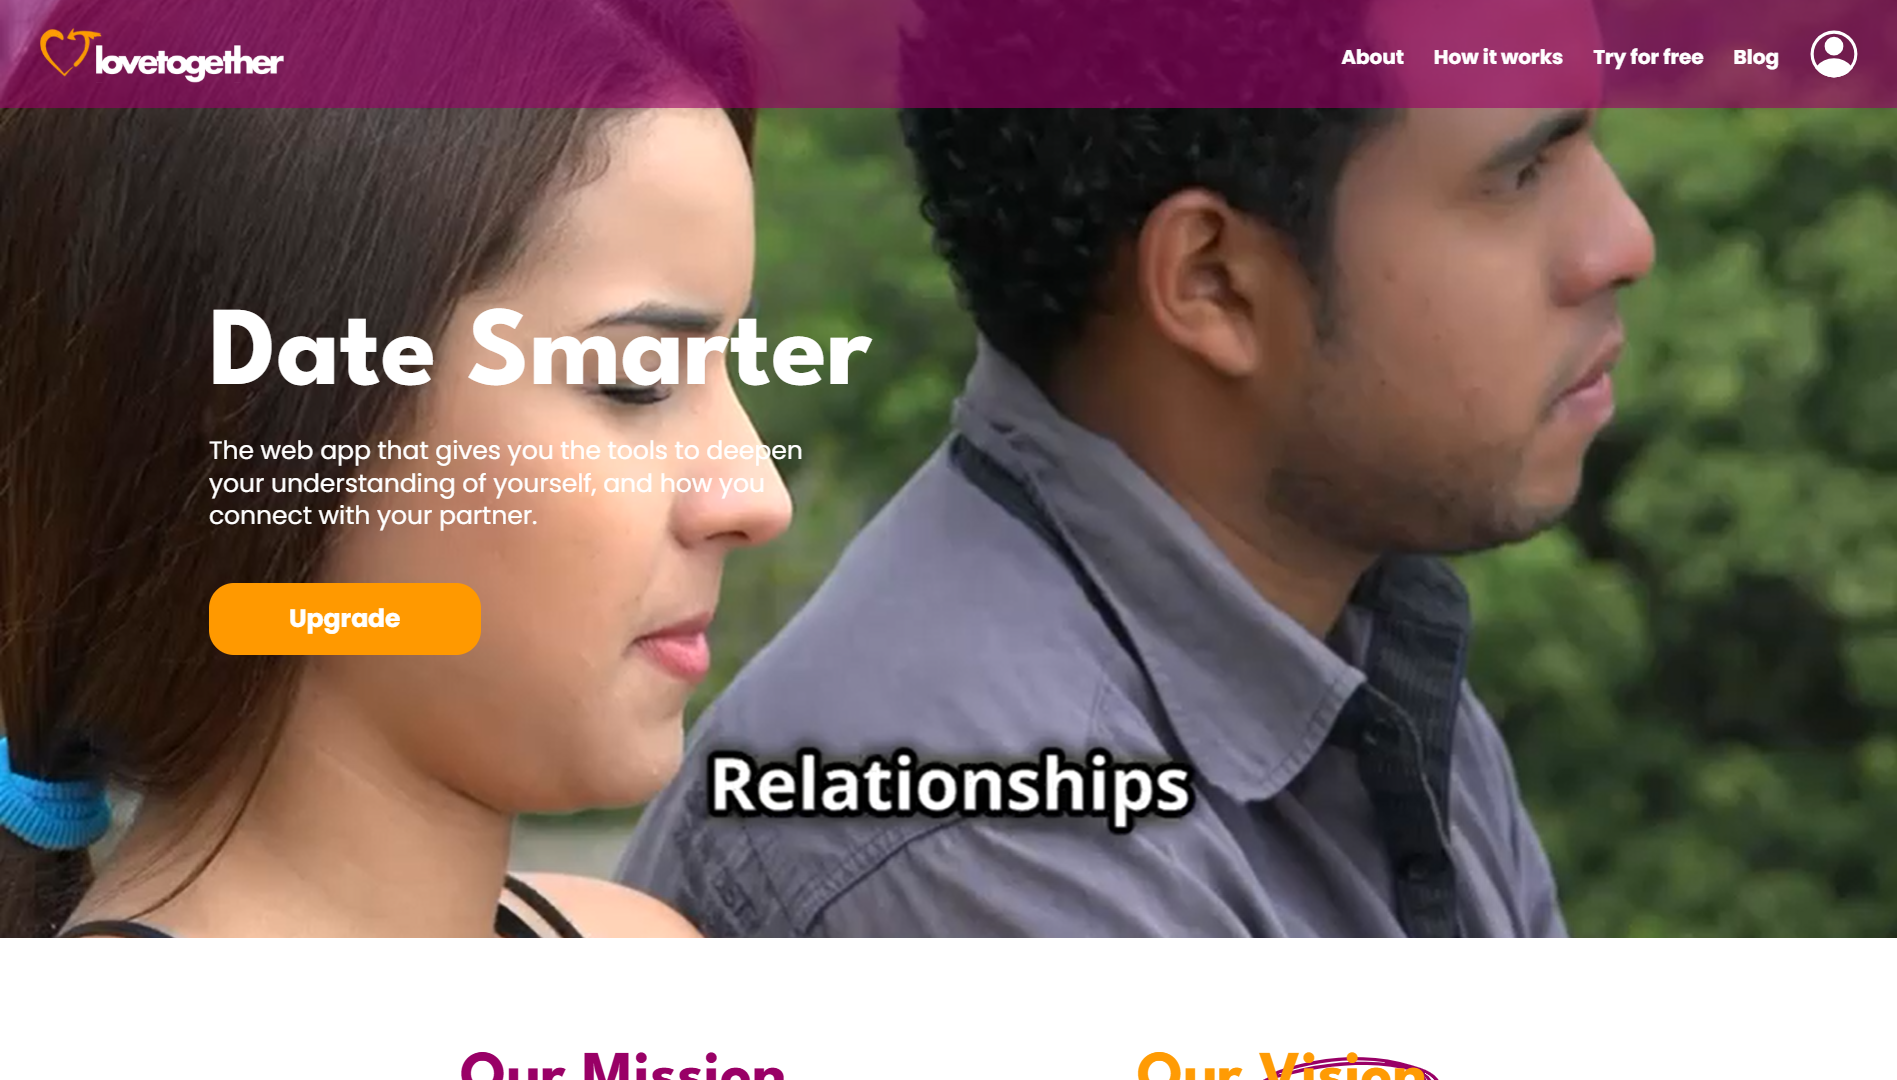 lovetogether
About
How it works
Try for free
Blog
Date Smarter
The web app that gives you the tools to deepen
your understanding of yourself, and how you
connect with your partner.
Upgrade
Relationships
Our Mission
Our Vision